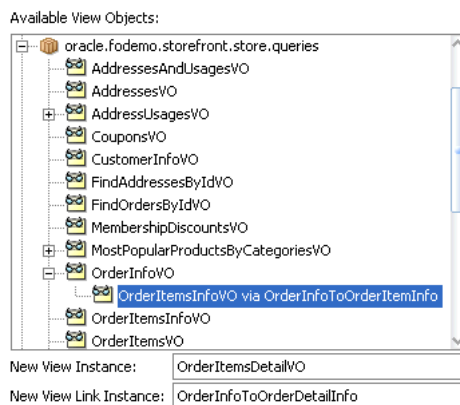 Available View Objects:
oracle.fodemo.storefront.store.queries
AddressesAndUsagesVO
AddressesVO
AddressUsagesVO
CouponsVO
CustomerInfoVO
FindAddressesByIdVO
FindOrdersByIdVO
MembershipDiscountsVO
MostPopularProductsByCategoriesVO
OrderInfoVO
OrderItemsInfoVO via OrderInfoToOrderItemInfo
OrderItemsInfoVO
OrderItemsVO
New View Instance: OrderItemsDetailVO
New View Link Instance: OrderInfoToOrderDetailInfo